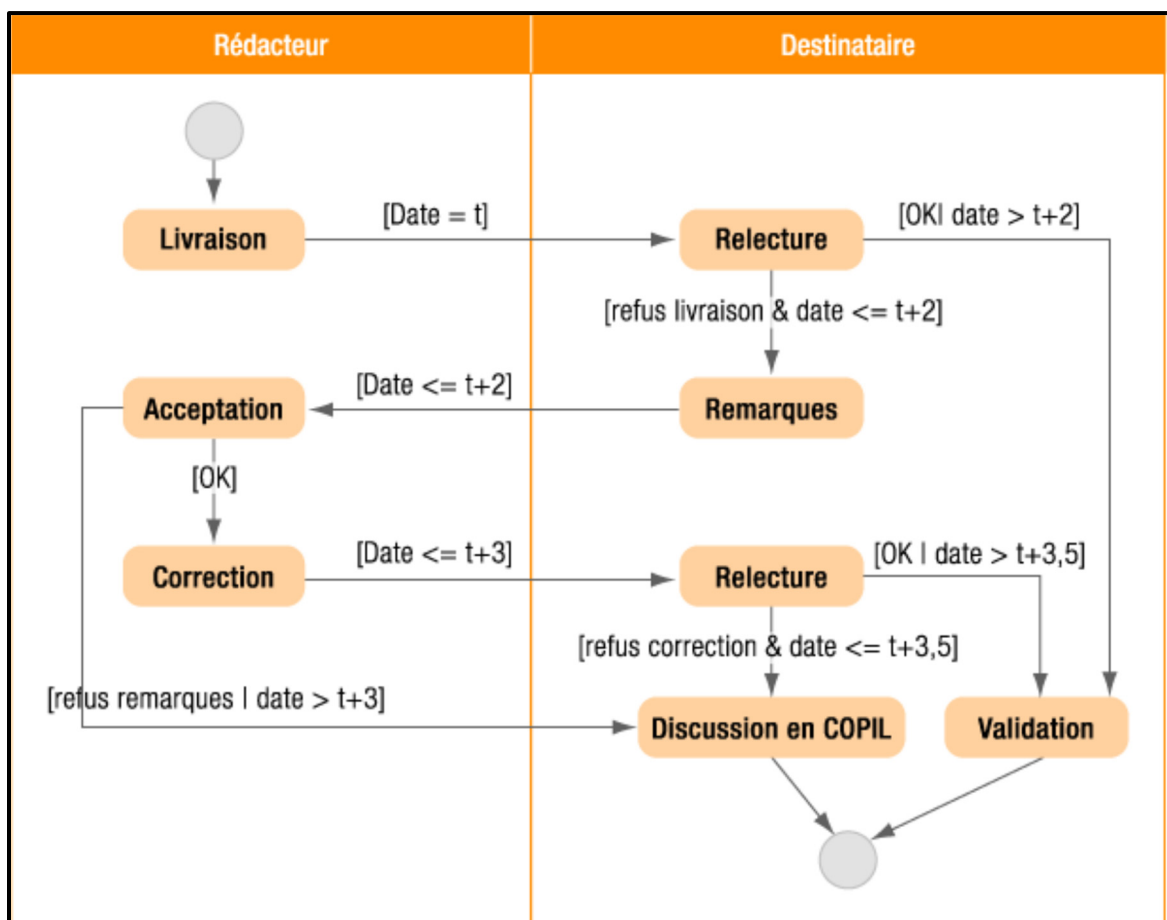 Rédacteur
Destinataire
Livraison
[Date = t]
Relecture
[OKI date > t+2]
[refus livraison & date <= t+2]
Acceptation
[Date <= t+2]
Remarques
[OK]
Correction
[Date <= t+3]
Relecture
[OK I date > t+3,5]
[refus correction & date <= t+3,5]
[refus remarques I date > t+3]
Discussion en COPIL
Validation